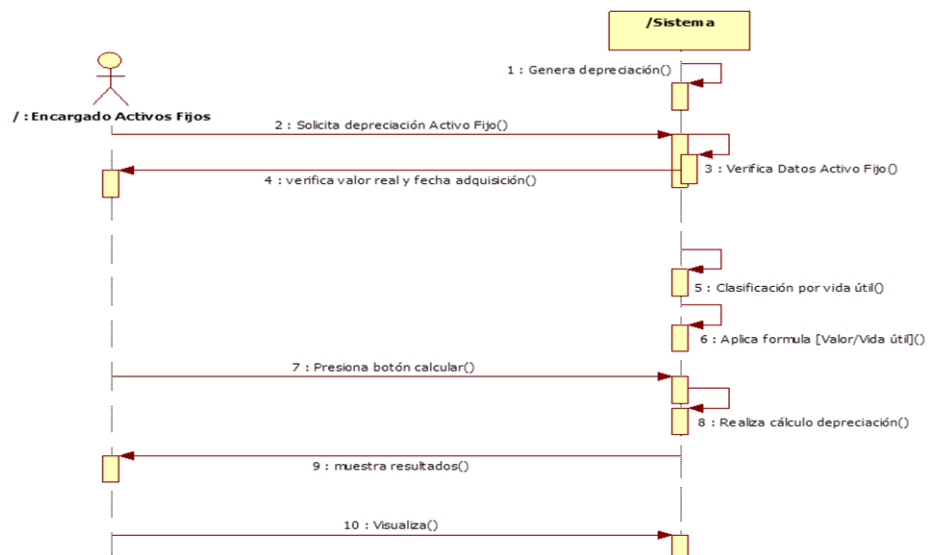 /Sistema
1 : Genera depreciación()
/ :Encargado Activos Fijos
2 : Solicita depreciación Activo Fijo()
3 : Verifica Datos Activo Fijo()
4 : verifica valor real y fecha adquisición()
5 : Clasificación por vida útil()
6 : Aplica formula [Valor/Vida útil]()
7 : Presiona botón calcular()
8 : Realiza cálculo depreciación()
9 : muestra resultados()
10 : Visualiza()